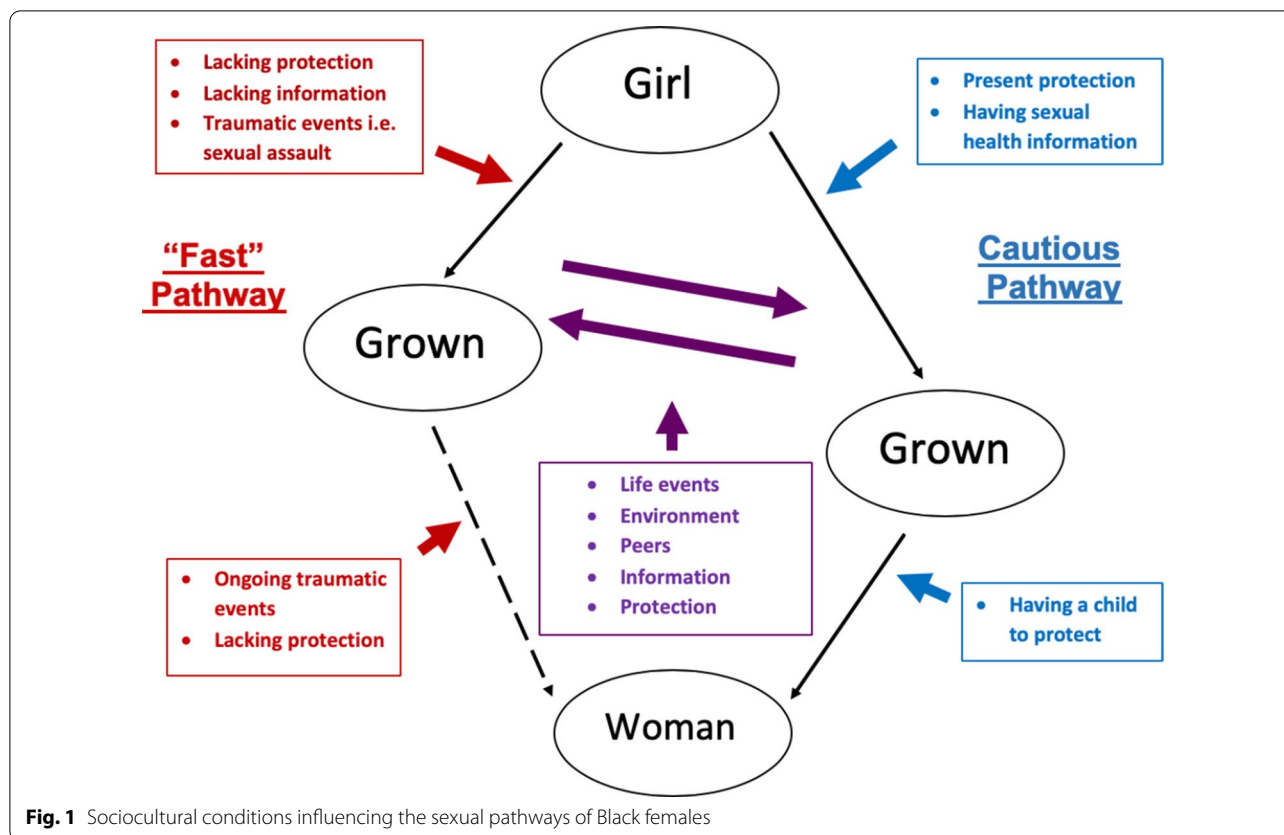 • Lacking protection
• Lacking information
• Traumatic events i.e.
sexual assault
Girl
• Present protection
• Having sexual
health information
“Fast”
Pathway
Cautious
Pathway
Grown
Grown
• Life events
• Environment
• Peers
• Information
• Protection
• Ongoing traumatic
events
• Lacking protection
• Having a child
to protect
Woman
Fig. 1 Sociocultural conditions influencing the sexual pathways of Black females